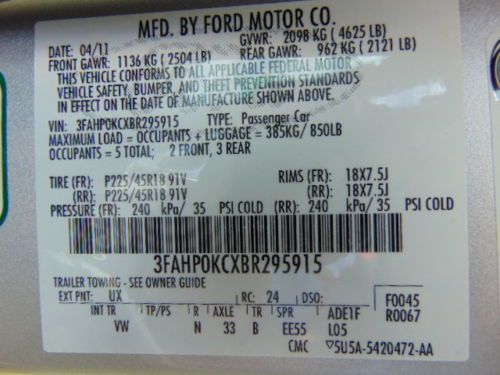 MFD. BY FORD MOTOR CO.
DATE: 04/11 GVWR: 2098 KG ( 4625 LB)
FRONT GAWR: 1136 KG ( 2504 LB) REAR GAWR: 962 KG ( 2121 LB)
THIS VEHICLE CONFORMS TO ALL APPLICABLE FEDERAL MOTOR
VEHICLE SAFETY, BUMPER, AND THEFT PREVENTION STANDARDS
IN EFFECT ON THE DATE OF MANUFACTURE SHOWN ABOVE.
VIN: 3FAHP0KCXBR295915 TYPE: Passenger Car
MAXIMUM LOAD = OCCUPANTS + LUGGAGE = 385KG/ 850LB
OCCUPANTS = 5 TOTAL; 2 FRONT, 3 REAR
TIRE (FR): P225/45R18 91V RIMS (FR): 18X7.5J
(RR): P225/45R18 91V (RR): 18X7.5J
PRESSURE (FR): 240 kPa/ 35 PSI COLD (RR): 240 kPa/ 35 PSI COLD
3FAHP0KCXBR295915
TRAILER TOWING - SEE OWNER GUIDE
EXT PNT: UX RC: 24 DSO: F0045
INT TR TP/PS R AXLE TR SPR ADE1F R0067
VW N 33 B EE55 L05
CMC ▽5U5A-5420472-AA